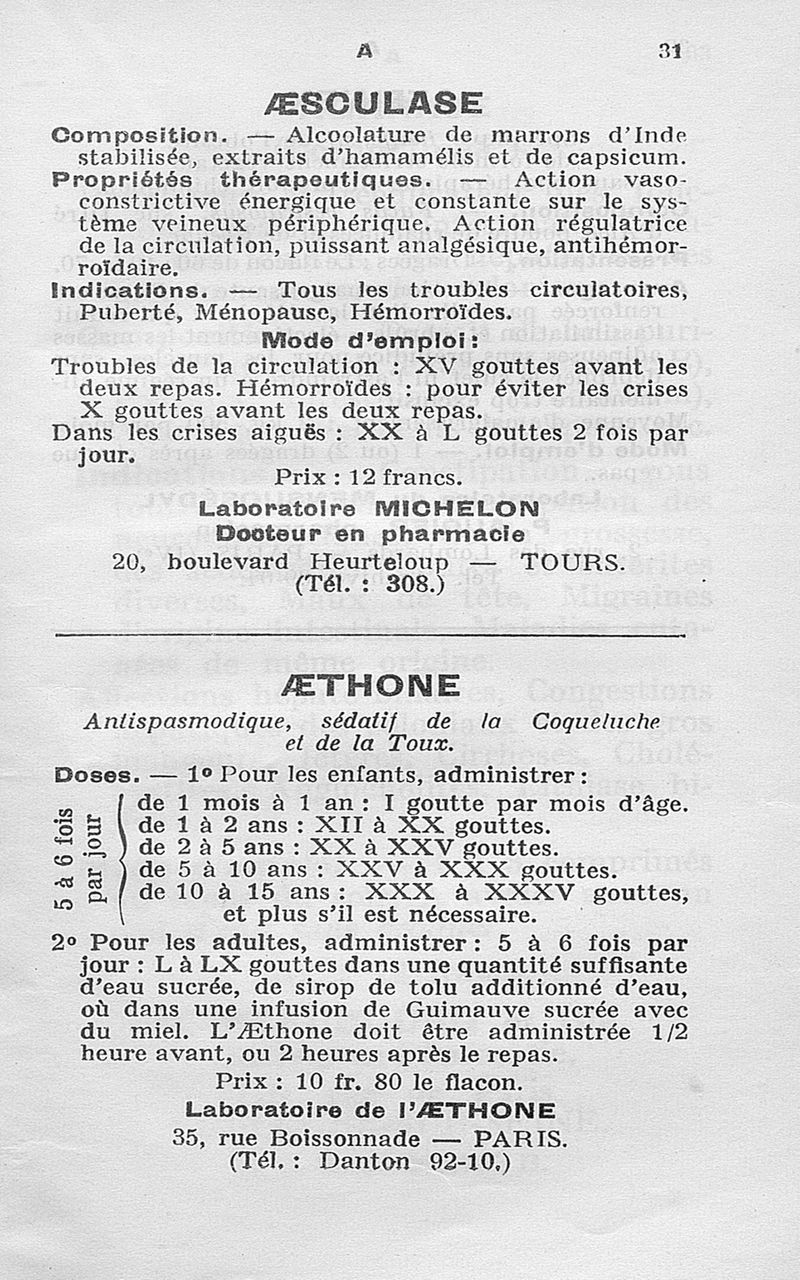 A 31
ÆSCULASE
Composition. — Alcoolature de marrons d'Inde
stabilisée, extraits d'hamamélis et de capsicum.
Propriétés thérapeutiques. — Action vaso-
constrictive énergique et constante sur le sys-
tème veineux périphérique. Action régulatrice
de la circulation, puissant analgésique, antihémor-
roïdaire.
Indications. — Tous les troubles circulatoires,
Puberté, Ménopause, Hémorroïdes.
Mode d'emploi :
Troubles de la circulation : XV gouttes avant les
deux repas. Hémorroïdes : pour éviter les crises
X gouttes avant les deux repas.
Dans les crises aiguës : XX à L gouttes 2 fois par
jour.
Prix : 12 francs.
Laboratoire MICHELON
Docteur en pharmacie
20, boulevard Heurteloup — TOURS.
(Tél. : 308.)
ÆTHONE
Antispasmodique, sédatif de la Coqueluche
et de la Toux.
Doses. — 1º Pour les enfants, administrer :
5 à 6 fois
par jour
de 1 mois à 1 an : I goutte par mois d'âge.
de 1 à 2 ans : XII à XX gouttes.
de 2 à 5 ans : XX à XXV gouttes.
de 5 à 10 ans : XXV à XXX gouttes.
de 10 à 15 ans : XXX à XXXV gouttes,
et plus s'il est nécessaire.
2º Pour les adultes, administrer : 5 à 6 fois par
jour : L à LX gouttes dans une quantité suffisante
d'eau sucrée, de sirop de tolu additionné d'eau,
où dans une infusion de Guimauve sucrée avec
du miel. L'Æthone doit être administrée 1/2
heure avant, ou 2 heures après le repas.
Prix : 10 fr. 80 le flacon.
Laboratoire de l'ÆTHONE
35, rue Boissonnade — PARIS.
(Tél. : Danton 92-10.)